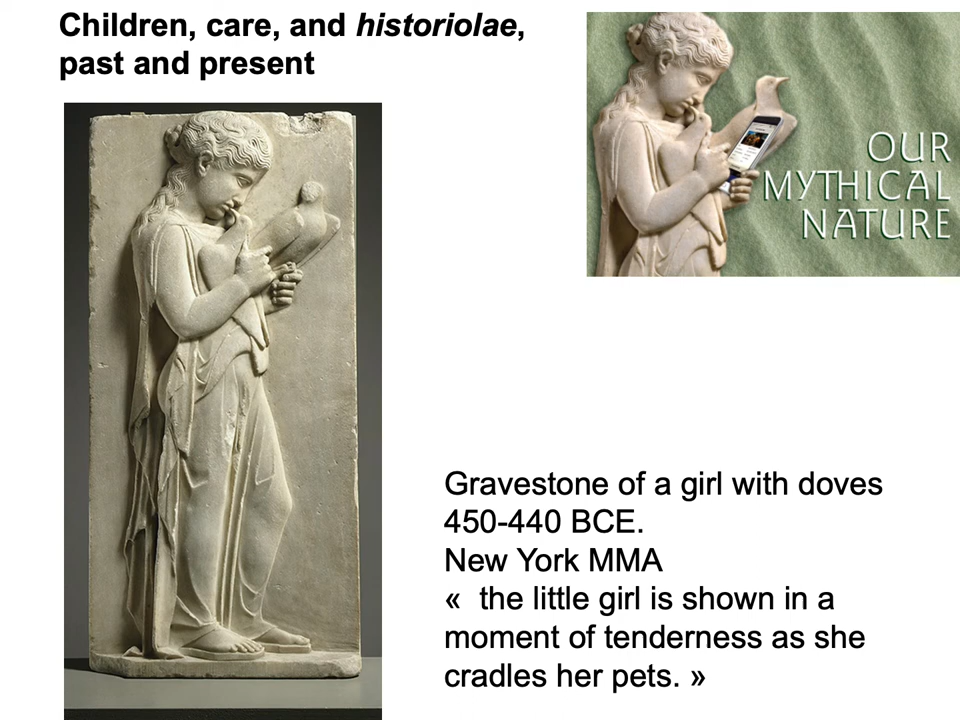 Children, care, and historiolae,
past and present
OUR
MYTHICAL
NATURE
Gravestone of a girl with doves
450-440 BCE.
New York MMA
«  the little girl is shown in a
moment of tenderness as she
cradles her pets. »